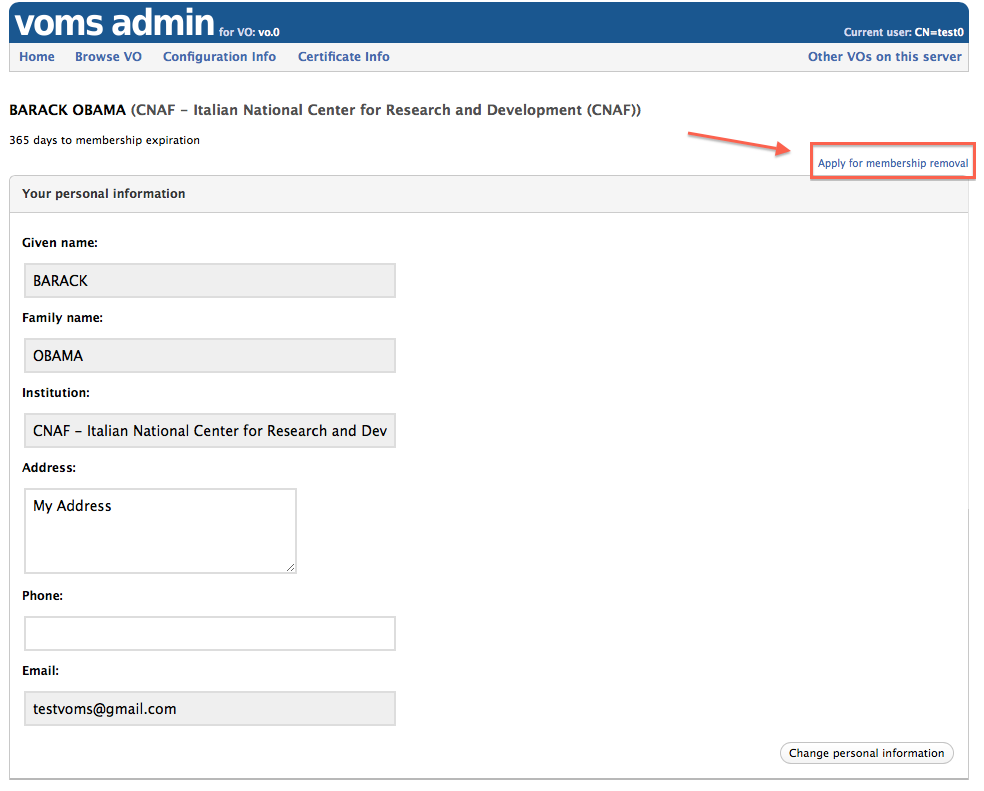 voms admin for VO: vo.0
Current user: CN=test0
Home Browse VO Configuration Info Certificate Info Other VOs on this server
BARACK OBAMA (CNAF – Italian National Center for Research and Development (CNAF))
365 days to membership expiration
Apply for membership removal
Your personal information
Given name:
BARACK
Family name:
OBAMA
Institution:
CNAF – Italian National Center for Research and Dev
Address:
My Address
Phone:
Email:
testvoms@gmail.com
Change personal information